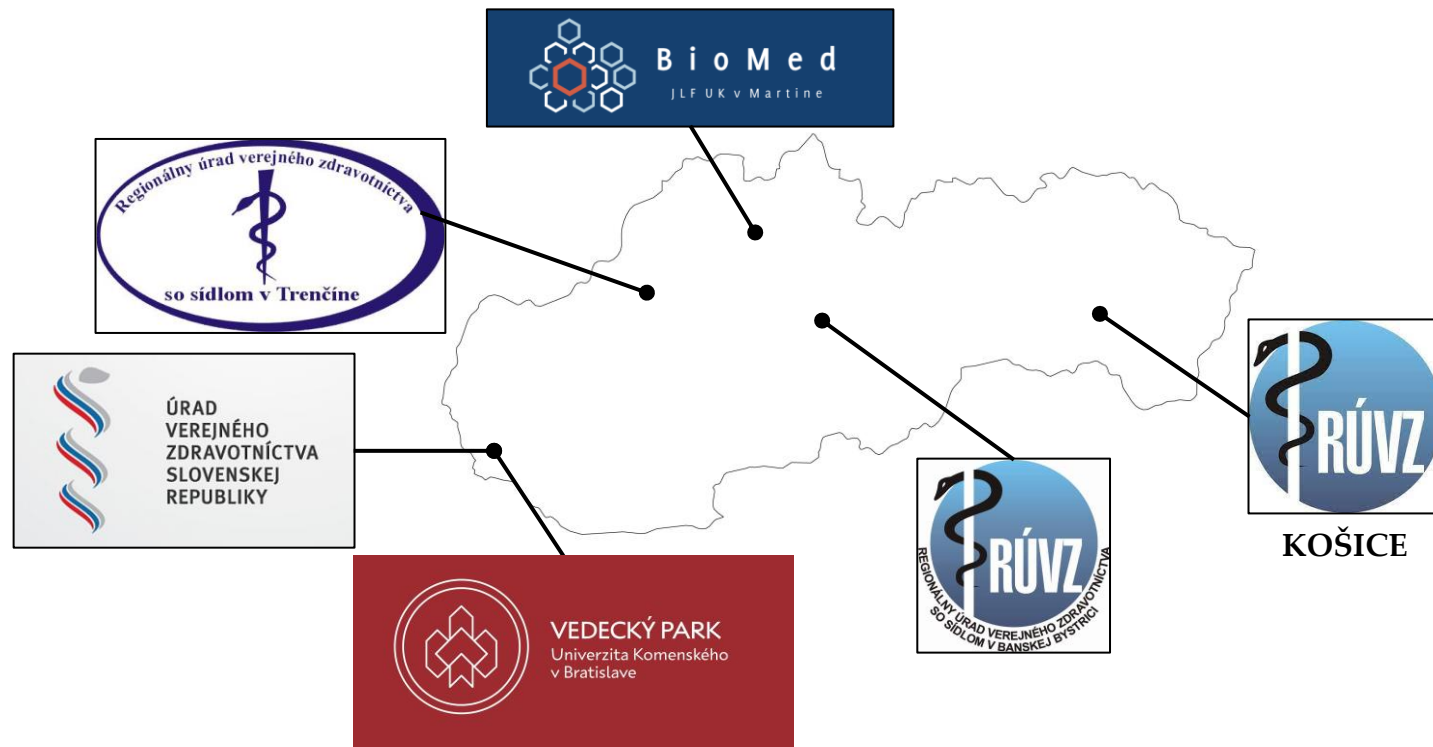 BioMed
JLF UK v Martine
Regionálny úrad verejného zdravotníctva
so sídlom v Trenčíne
ÚRAD
VEREJNÉHO
ZDRAVOTNÍCTVA
SLOVENSKEJ
REPUBLIKY
VEDECKÝ PARK
Univerzita Komenského
v Bratislave
RÚVZ
REGIONÁLNY ÚRAD VEREJNÉHO ZDRAVOTNÍCTVA
SO SÍDLOM V BANSKEJ BYSTRICI
RÚVZ
KOŠICE